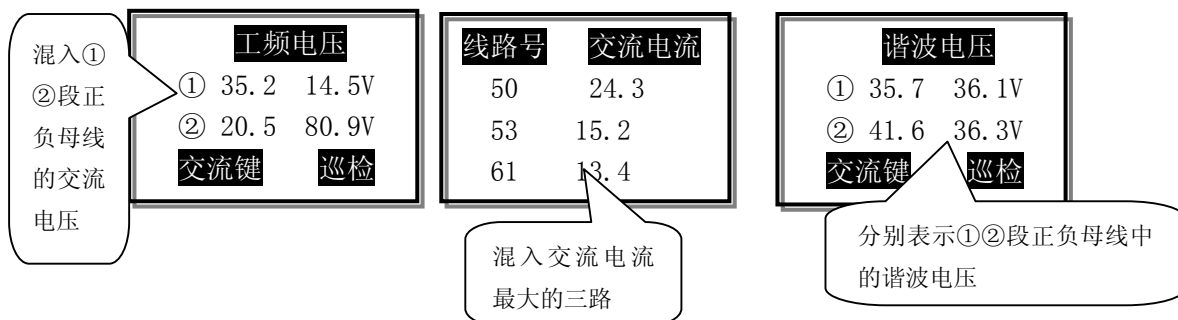 混入①
②段正
负母线
的交流
电压
工频电压
① 35.2 14.5V
② 20.5 80.9V
交流键 巡检
线路号 交流电流
50 24.3
53 15.2
61 13.4
混入交流电流
最大的三路
谐波电压
① 35.7 36.1V
② 41.6 36.3V
交流键 巡检
分别表示①②段正负母线中
的谐波电压